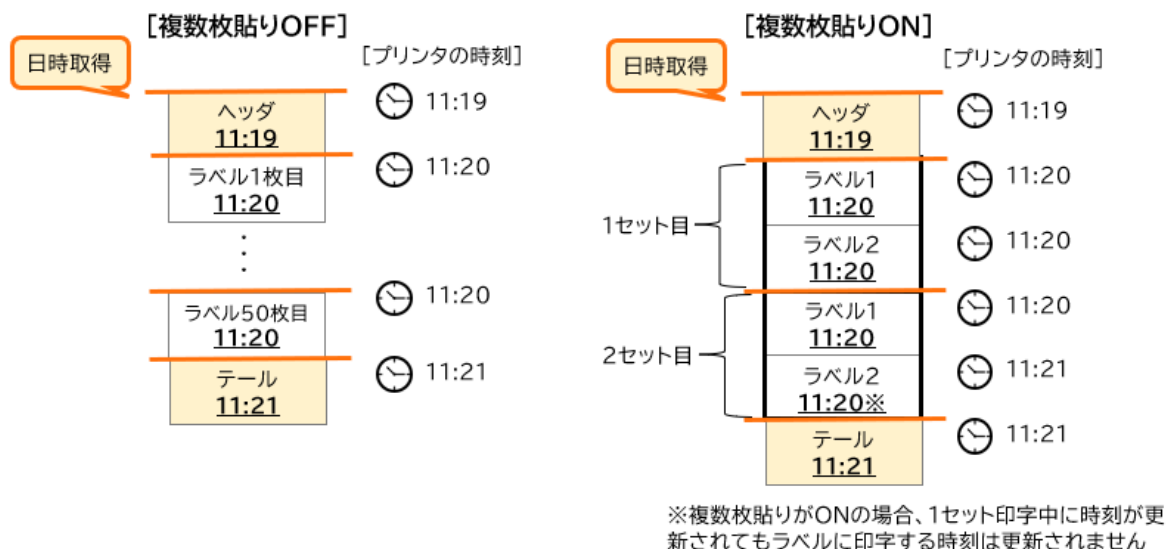 [複数枚貼りOFF]
日時取得
[プリンタの時刻]
ヘッダ
11:19
11:19
ラベル1枚目
11:20
11:20
・
・
・
ラベル50枚目
11:20
11:20
テール
11:21
11:21
[複数枚貼りON]
日時取得
[プリンタの時刻]
ヘッダ
11:19
11:19
1セット目
ラベル1
11:20
11:20
ラベル2
11:20
11:20
2セット目
ラベル1
11:20
11:20
ラベル2
11:20※
11:21
テール
11:21
11:21
※複数枚貼りがONの場合、1セット印字中に時刻が更
新されてもラベルに印字する時刻は更新されません